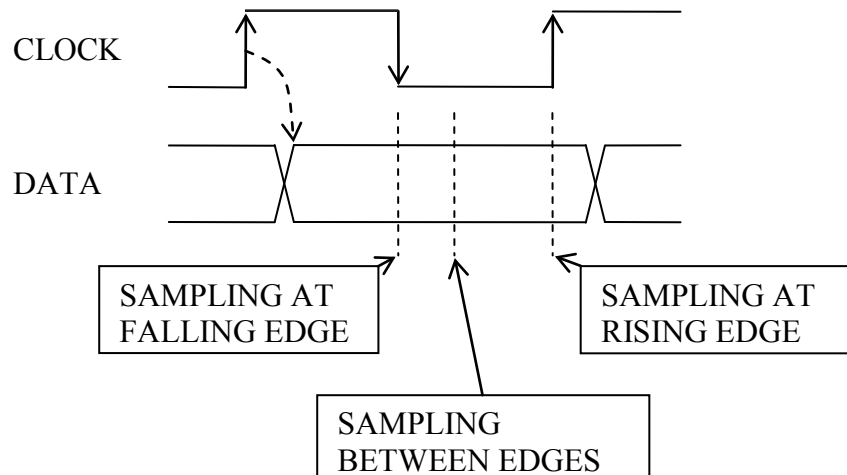 CLOCK
DATA
SAMPLING AT
FALLING EDGE
SAMPLING AT
RISING EDGE
SAMPLING
BETWEEN EDGES